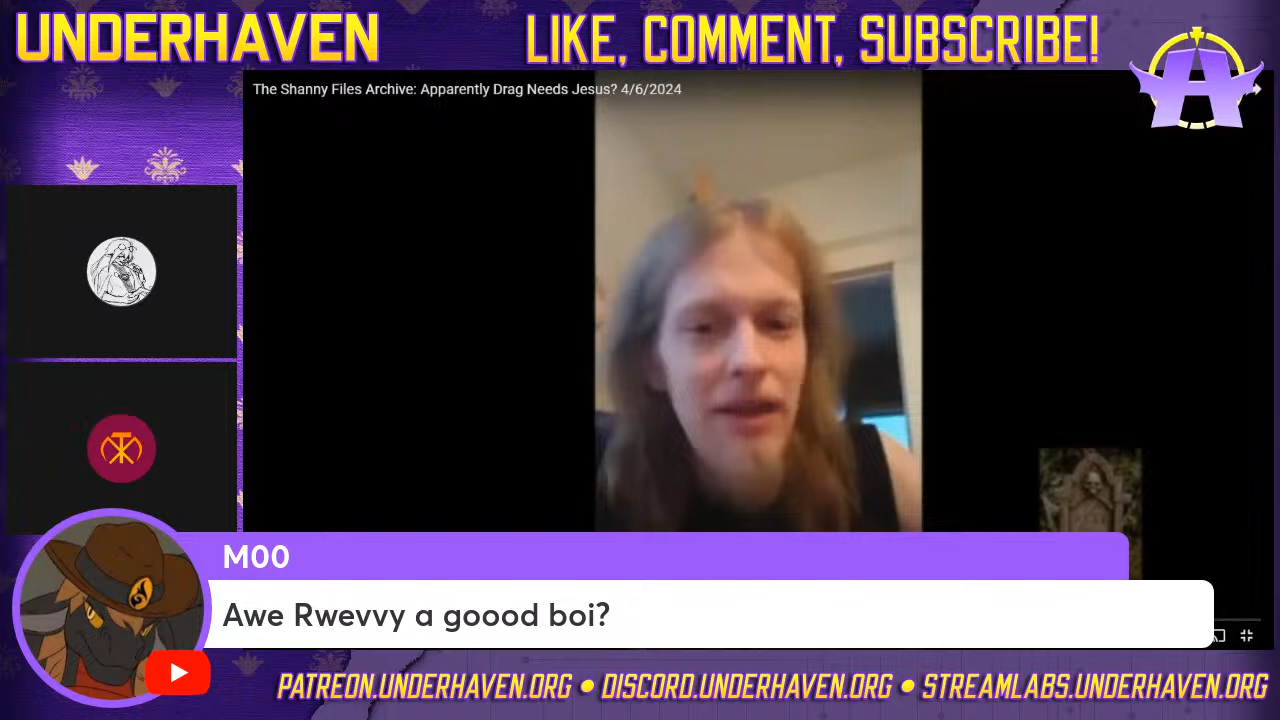 UNDERHAVEN
LIKE, COMMENT, SUBSCRIBE!
The Shanny Files Archive: Apparently Drag Needs Jesus? 4/6/2024
A
M00
Awe Rwevvy a goood boi?
PATREON.UNDERHAVEN.ORG • DISCORD.UNDERHAVEN.ORG • STREAMLABS.UNDERHAVEN.ORG